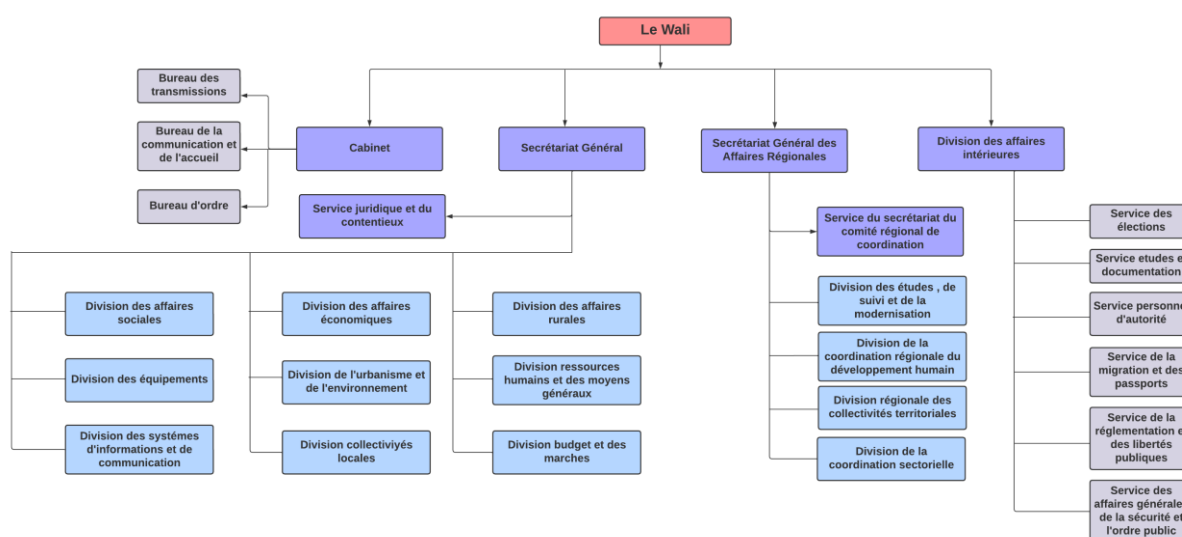 Le Wali
Bureau des
transmissions
Bureau de la
communication et
de l'accueil
Bureau d'ordre
Cabinet
Secrétariat Général
Secrétariat Général des
Affaires Régionales
Division des affaires
intérieures
Service juridique et du
contentieux
Division des affaires
sociales
Division des équipements
Division des systémes
d'informations et de
communication
Division des affaires
économiques
Division de l'urbanisme et
de l'environnement
Division collectiviyés
locales
Division des affaires
rurales
Division ressources
humains et des moyens
généraux
Division budget et des
marches
Service du secrétariat du
comité régional de
coordination
Division des études , de
suivi et de la
modernisation
Division de la
coordination régionale du
développement humain
Division régionale des
collectivités territoriales
Division de la
coordination sectorielle
Service des
élections
Service etudes e
documentation
Service personne
d'autorité
Service de la
migration et des
passports
Service de la
réglementation e
des libertés
publiques
Service des
affaires générale
de la sécurité et
l'ordre public